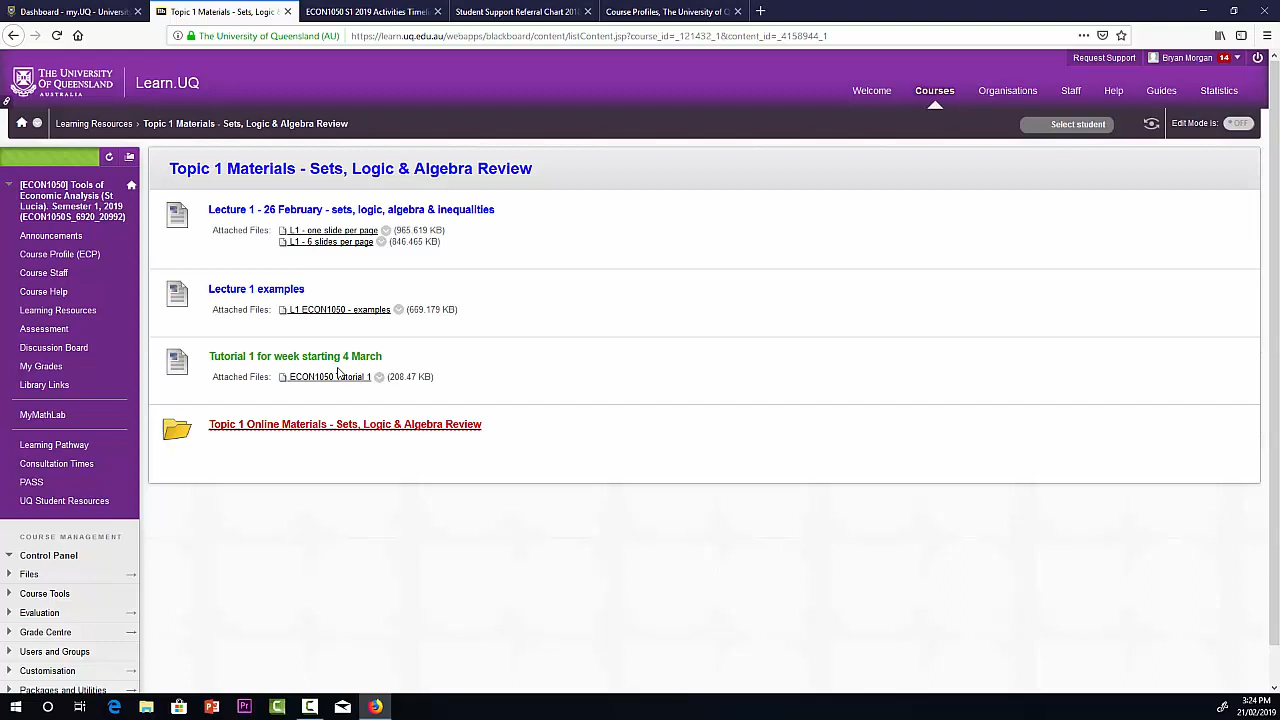 Dashboard - my.UQ - Universit
Topic 1 Materials - Sets, Logic &
ECON1050 S1 2019 Activities Timeli
Student Support Referral Chart 201
Course Profiles, The University of Q
The University of Queensland (AU)
https://learn.uq.edu.au/webapps/blackboard/content/listContent.jsp?course_id=_121432_1&content_id=_4158944_1
Request Support
Bryan Morgan
14
THE UNIVERSITY
OF QUEENSLAND
AUSTRALIA
Learn.UQ
Welcome
Courses
Organisations
Staff
Help
Guides
Statistics
Learning Resources
Topic 1 Materials - Sets, Logic & Algebra Review
Select student
Edit Mode is:
OFF
[ECON1050] Tools of
Economic Analysis (St
Lucia). Semester 1, 2019
(ECON1050S_6920_20992)
Announcements
Course Profile (ECP)
Course Staff
Course Help
Learning Resources
Assessment
Discussion Board
My Grades
Library Links
MyMathLab
Learning Pathway
Consultation Times
PASS
UQ Student Resources
COURSE MANAGEMENT
Control Panel
Files
Course Tools
Evaluation
Grade Centre
Users and Groups
Customisation
Packages and Utilities
Topic 1 Materials - Sets, Logic & Algebra Review
Lecture 1 - 26 February - sets, logic, algebra & inequalities
Attached Files: L1 - one slide per page (965.619 KB)
L1 - 6 slides per page (846.465 KB)
Lecture 1 examples
Attached Files: L1 ECON1050 - examples (669.179 KB)
Tutorial 1 for week starting 4 March
Attached Files: ECON1050 Tutorial 1 (208.47 KB)
Topic 1 Online Materials - Sets, Logic & Algebra Review
3:24 PM
21/02/2019